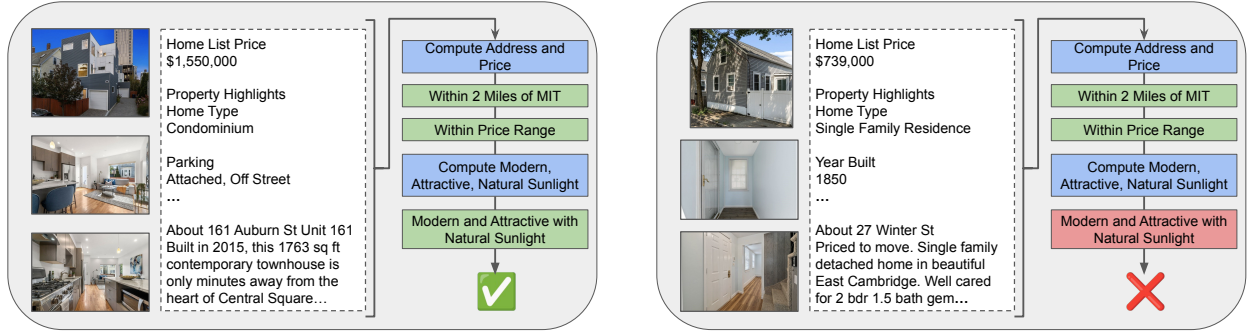 Home List Price
$1,550,000
Property Highlights
Home Type
Condominium
Parking
Attached, Off Street
...
About 161 Auburn St Unit 161
Built in 2015, this 1763 sq ft
contemporary townhouse is
only minutes away from the
heart of Central Square...
Compute Address and
Price
Within 2 Miles of MIT
Within Price Range
Compute Modern,
Attractive, Natural Sunlight
Modern and Attractive with
Natural Sunlight
Home List Price
$739,000
Property Highlights
Home Type
Single Family Residence
Year Built
1850
...
About 27 Winter St
Priced to move. Single family
detached home in beautiful
East Cambridge. Well cared
for 2 bdr 1.5 bath gem...
Compute Address and
Price
Within 2 Miles of MIT
Within Price Range
Compute Modern,
Attractive, Natural Sunlight
Modern and Attractive with
Natural Sunlight